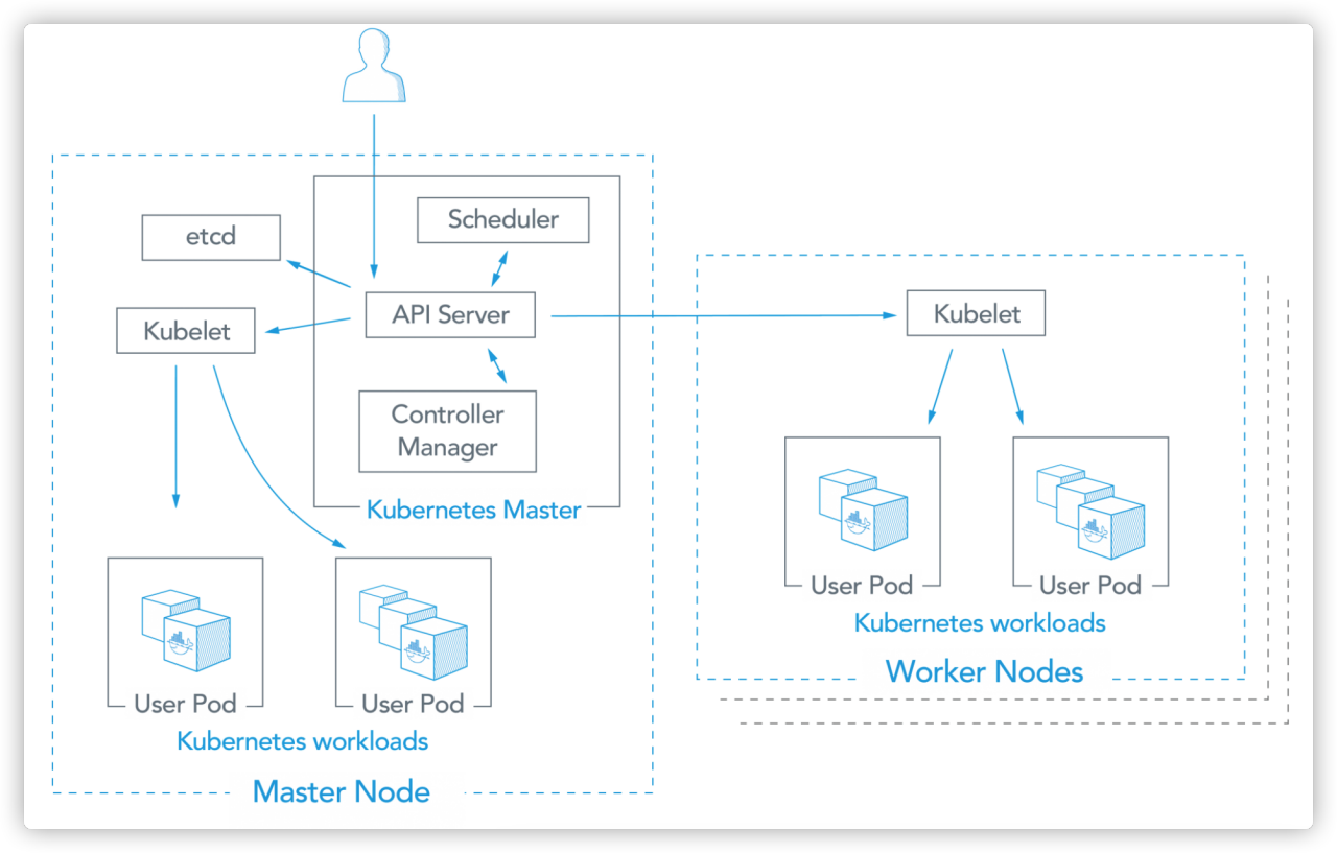 Scheduler
etcd
API Server
Kubelet
Controller
Manager
Kubernetes Master
User Pod
User Pod
Kubernetes workloads
Master Node
Kubelet
User Pod
User Pod
Kubernetes workloads
Worker Nodes